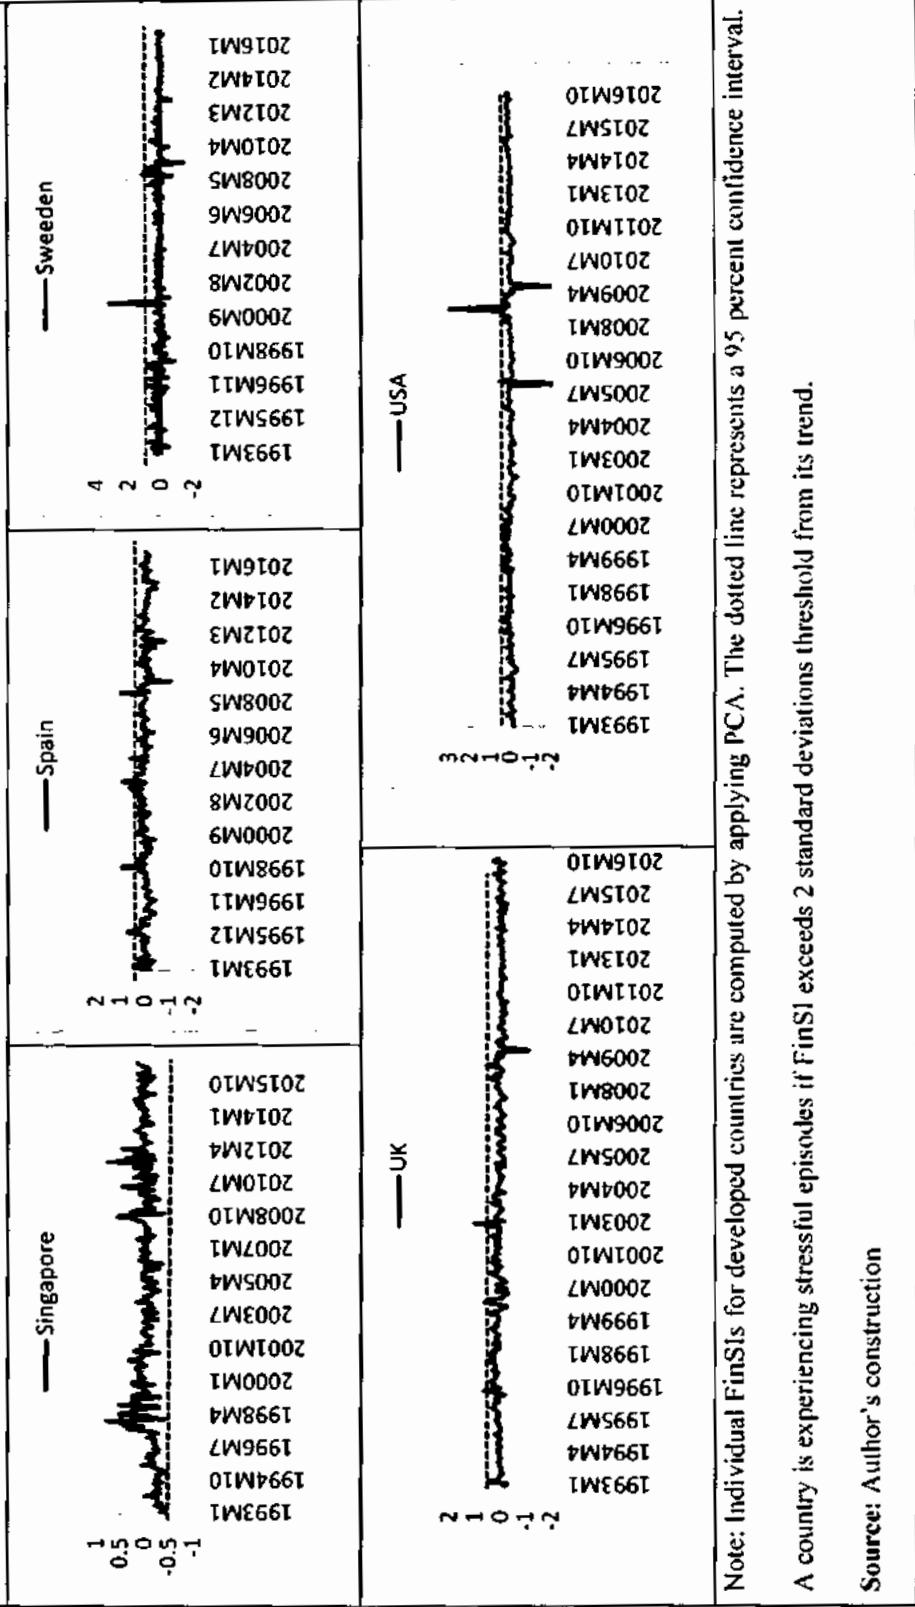 Singapore
1
0.5
0
-0.5
-1
1993M1
1994M10
1996M7
1998M4
2000M1
2001M10
2003M7
2005M4
2007M1
2008M10
2010M7
2012M4
2014M1
2015M10
Spain
2
1
0
-1
-2
1993M1
1995M12
1996M11
1998M10
2000M9
2002M8
2004M7
2006M6
2008M5
2010M4
2012M3
2014M2
2016M1
Sweeden
4
2
0
-2
1993M1
1995M12
1996M11
1998M10
2000M9
2002M8
2004M7
2006M6
2008M5
2010M4
2012M3
2014M2
2016M1
UK
2
1
0
-1
-2
1993M1
1994M4
1995M7
1996M10
1998M1
1999M4
2000M7
2001M10
2003M1
2004M4
2005M7
2006M10
2008M1
2009M4
2010M7
2011M10
2013M1
2014M4
2015M7
2016M10
USA
3
2
1
0
-1
-2
1993M1
1994M4
1995M7
1996M10
1998M1
1999M4
2000M7
2001M10
2003M1
2004M4
2005M7
2006M10
2008M1
2009M4
2010M7
2011M10
2013M1
2014M4
2015M7
2016M10
Note: Individual FinSIs for developed countries are computed by applying PCA. The dotted line represents a 95 percent confidence interval.
A country is experiencing stressful episodes if FinSI exceeds 2 standard deviations threshold from its trend.
Source: Author's construction